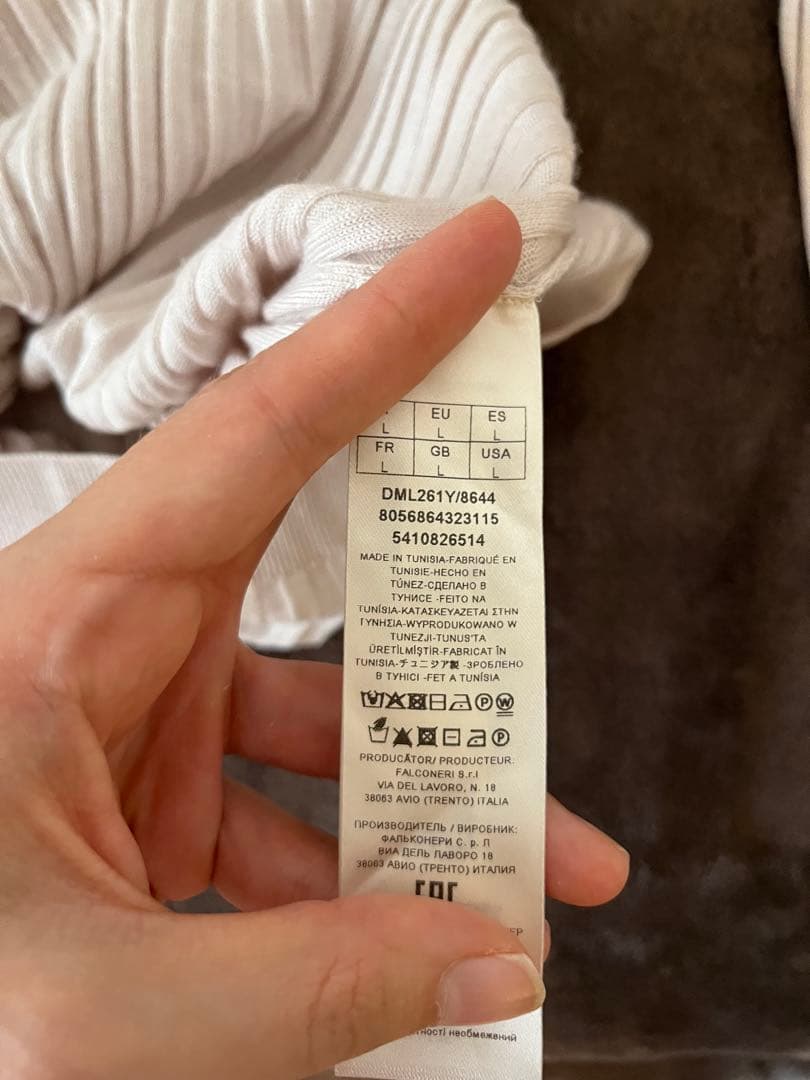 L EU ES
L L
FR GB USA
L L L
DML261Y/8644
8056864323115
5410826514
MADE IN TUNISIA-FABRIQUÉ EN
TUNISIE-HECHO EN
TÚNEZ-СДЕЛАНО В
ТУНИСЕ -FEITO NA
TUNÍSIA-ΚΑΤΑΣΚΕΥΑΖΕΤΑΙ ΣΤΗΝ
ΤΥΝΗΣΙΑ-WYPRODUKOWANO W
TUNEZJI-TUNUS'TA
ÜRETİLMİŞTİR-FABRICAT ÎN
TUNISIA-チュニジア製 -ЗРОБЛЕНО
В ТУНІСІ -FET A TUNÍSIA
P W
P
PRODUCĂTOR/ PRODUCTEUR:
FALCONERI S.r.l
VIA DEL LAVORO, N. 18
38063 AVIO (TRENTO) ITALIA
ПРОИЗВОДИТЕЛЬ / ВИРОБНИК:
ФАЛЬКОНЕРИ С. р. Л
ВИА ДЕЛЬ ЛАВОРО 18
38063 АВИО (ТРЕНТО) ИТАЛИЯ
EAC
необмежений